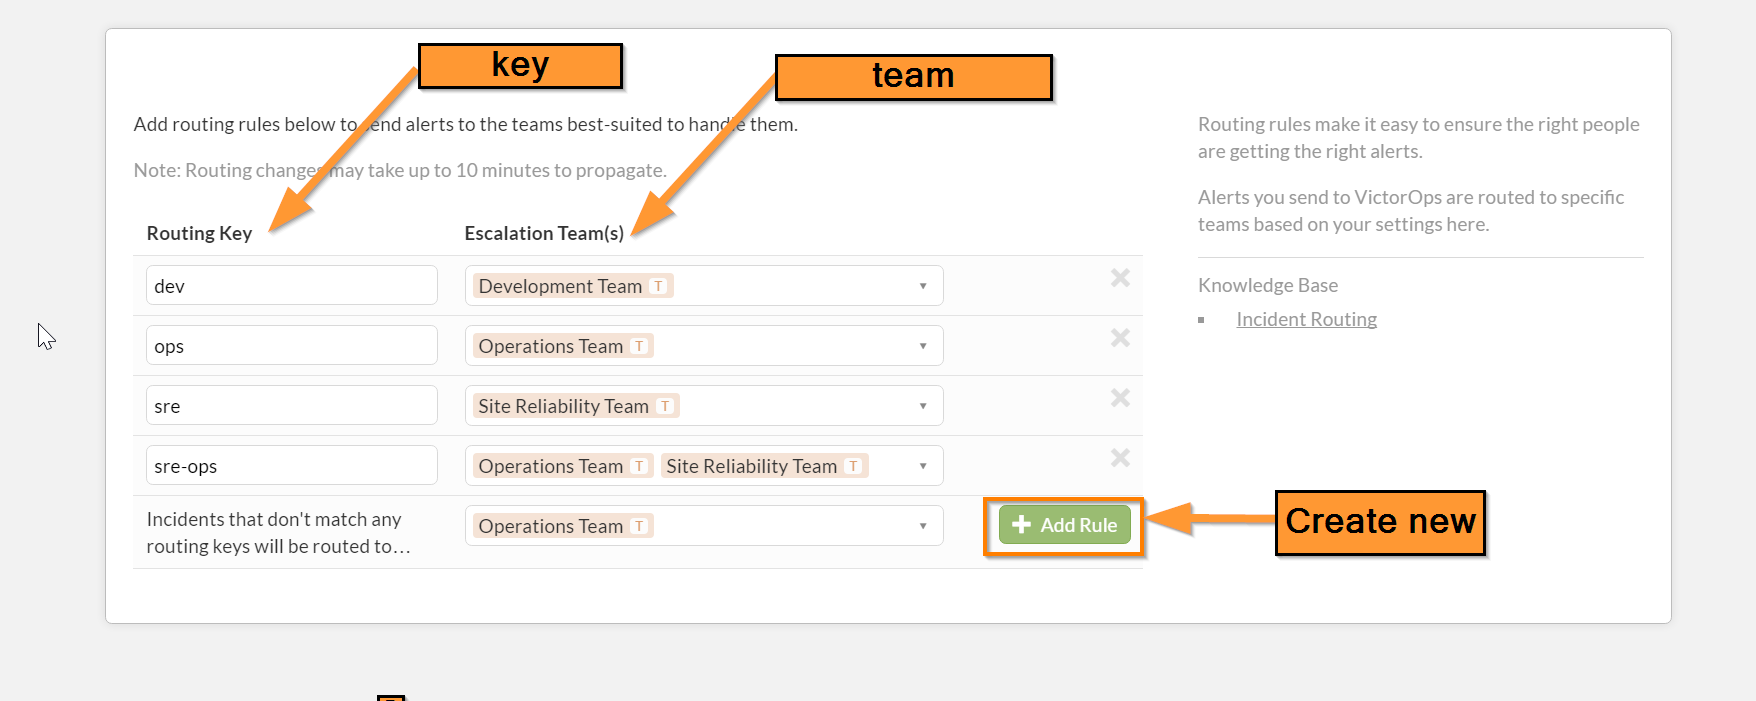 key
team
Add routing rules below to send alerts to the teams best-suited to handle them.
Note: Routing changes may take up to 10 minutes to propagate.
Routing Key
Escalation Team(s)
dev
Development Team T
ops
Operations Team T
sre
Site Reliability Team T
sre-ops
Operations Team T Site Reliability Team T
Incidents that don't match any
routing keys will be routed to…
Operations Team T
Add Rule
Create new
Routing rules make it easy to ensure the right people
are getting the right alerts.
Alerts you send to VictorOps are routed to specific
teams based on your settings here.
Knowledge Base
Incident Routing